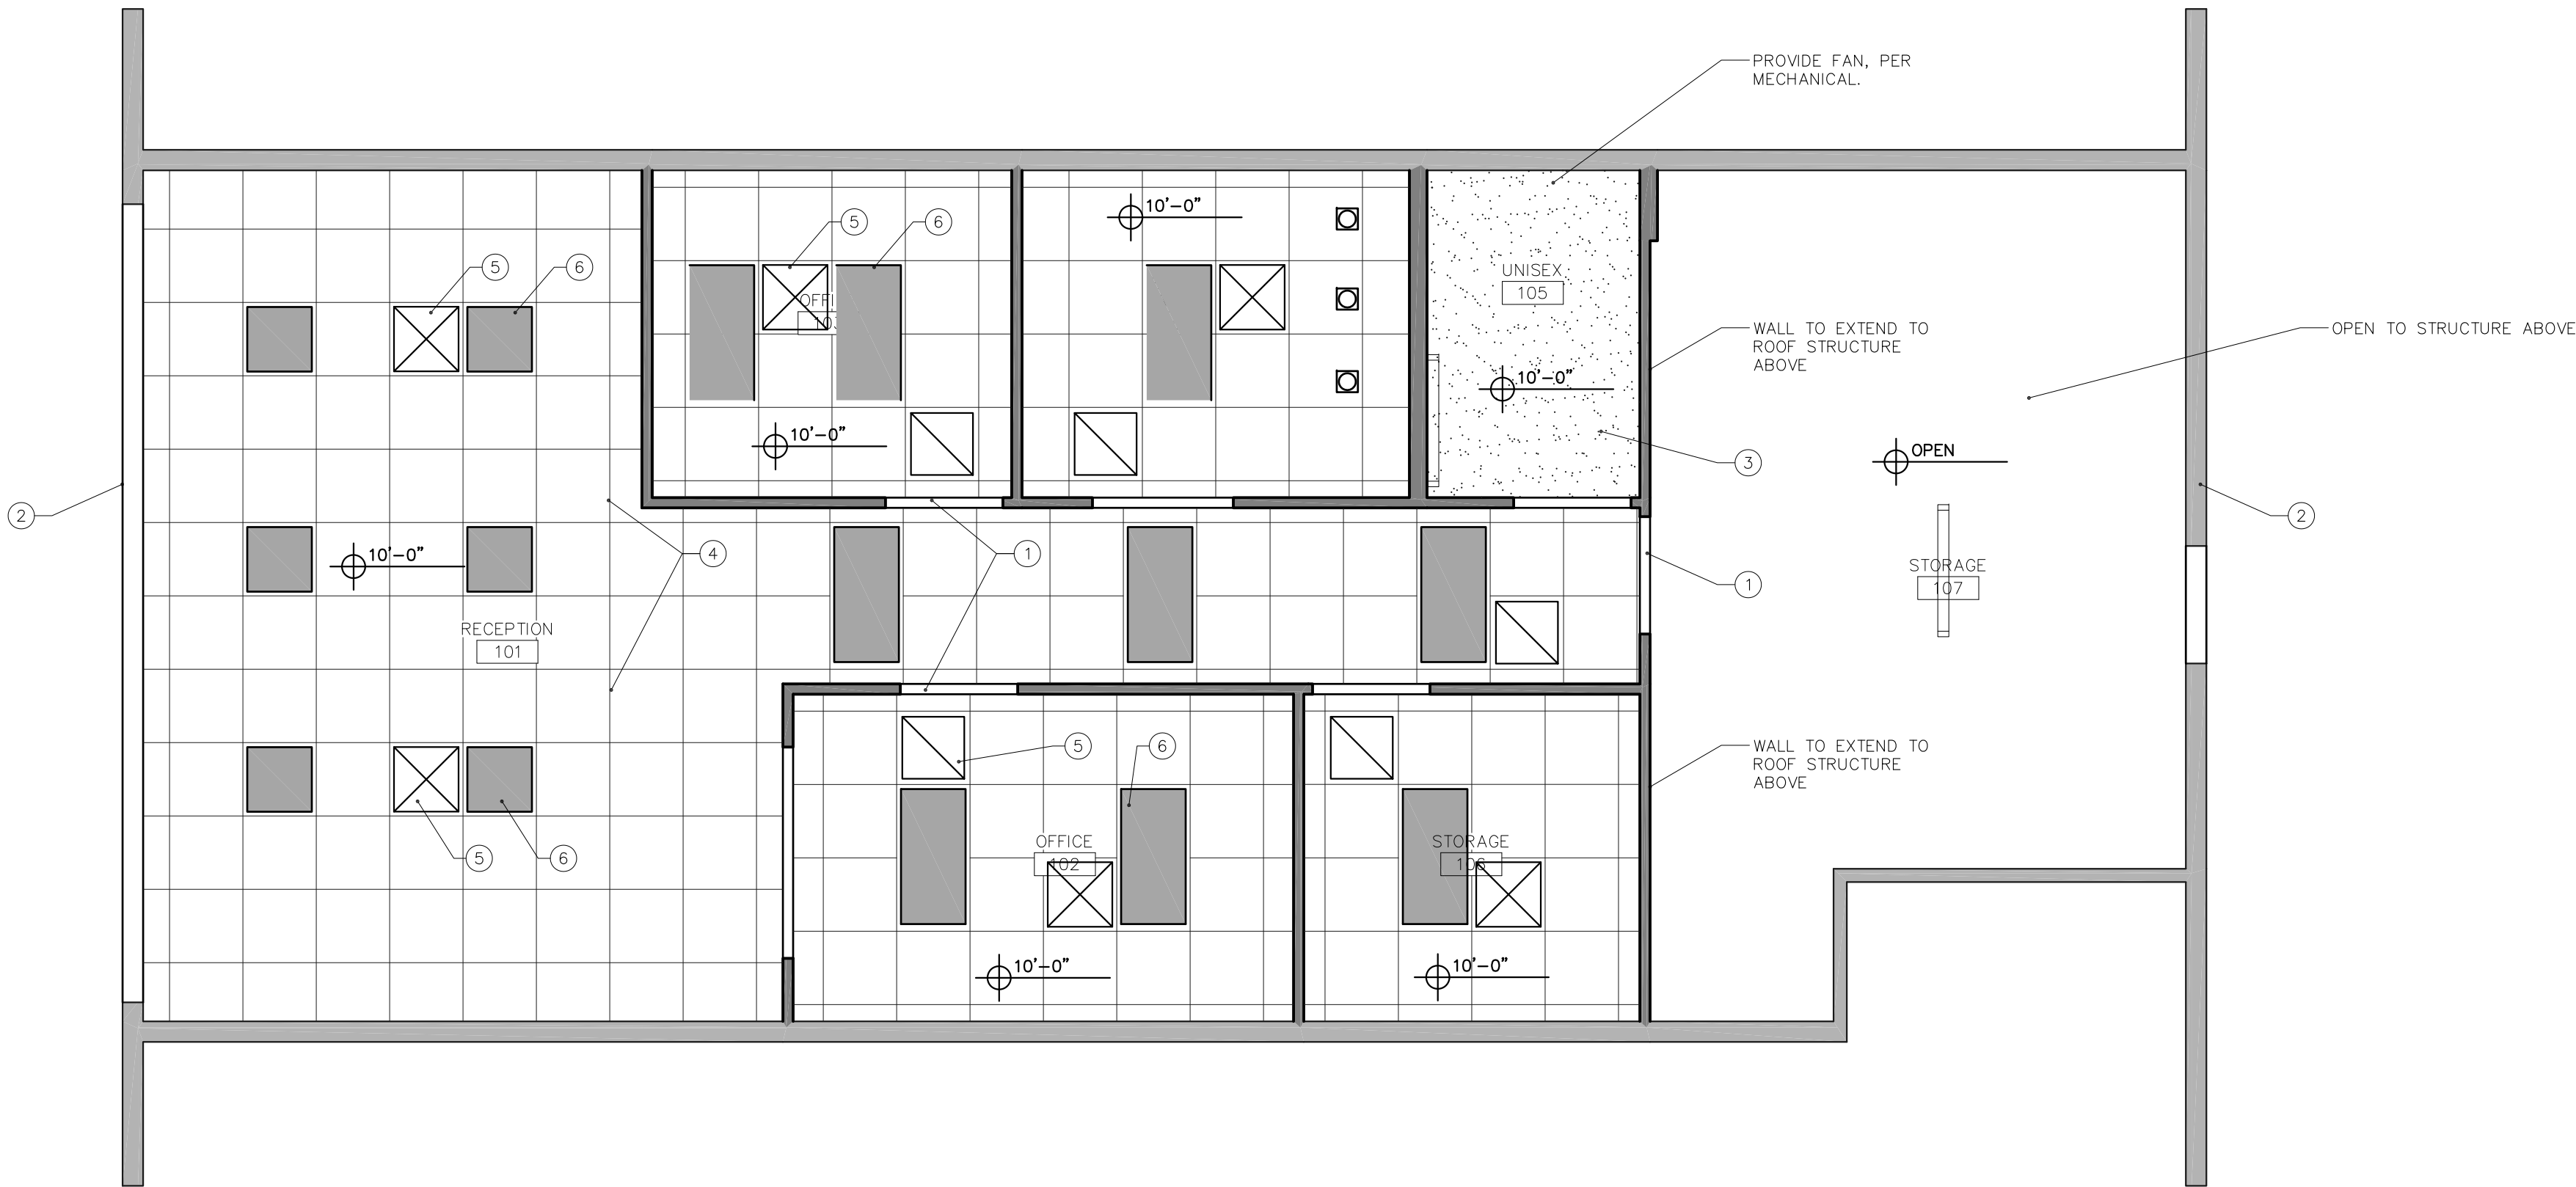 PROVIDE FAN, PER
MECHANICAL.
10'-0"
5
6
5
6
UNISEX
105
OFFI
103
WALL TO EXTEND TO
ROOF STRUCTURE
ABOVE
OPEN TO STRUCTURE ABOVE
10'-0"
10'-0"
OPEN
3
2
2
10'-0"
4
1
1
STORAGE
107
RECEPTION
101
5
6
WALL TO EXTEND TO
ROOF STRUCTURE
ABOVE
OFFICE
102
STORAGE
106
5
6
10'-0"
10'-0"